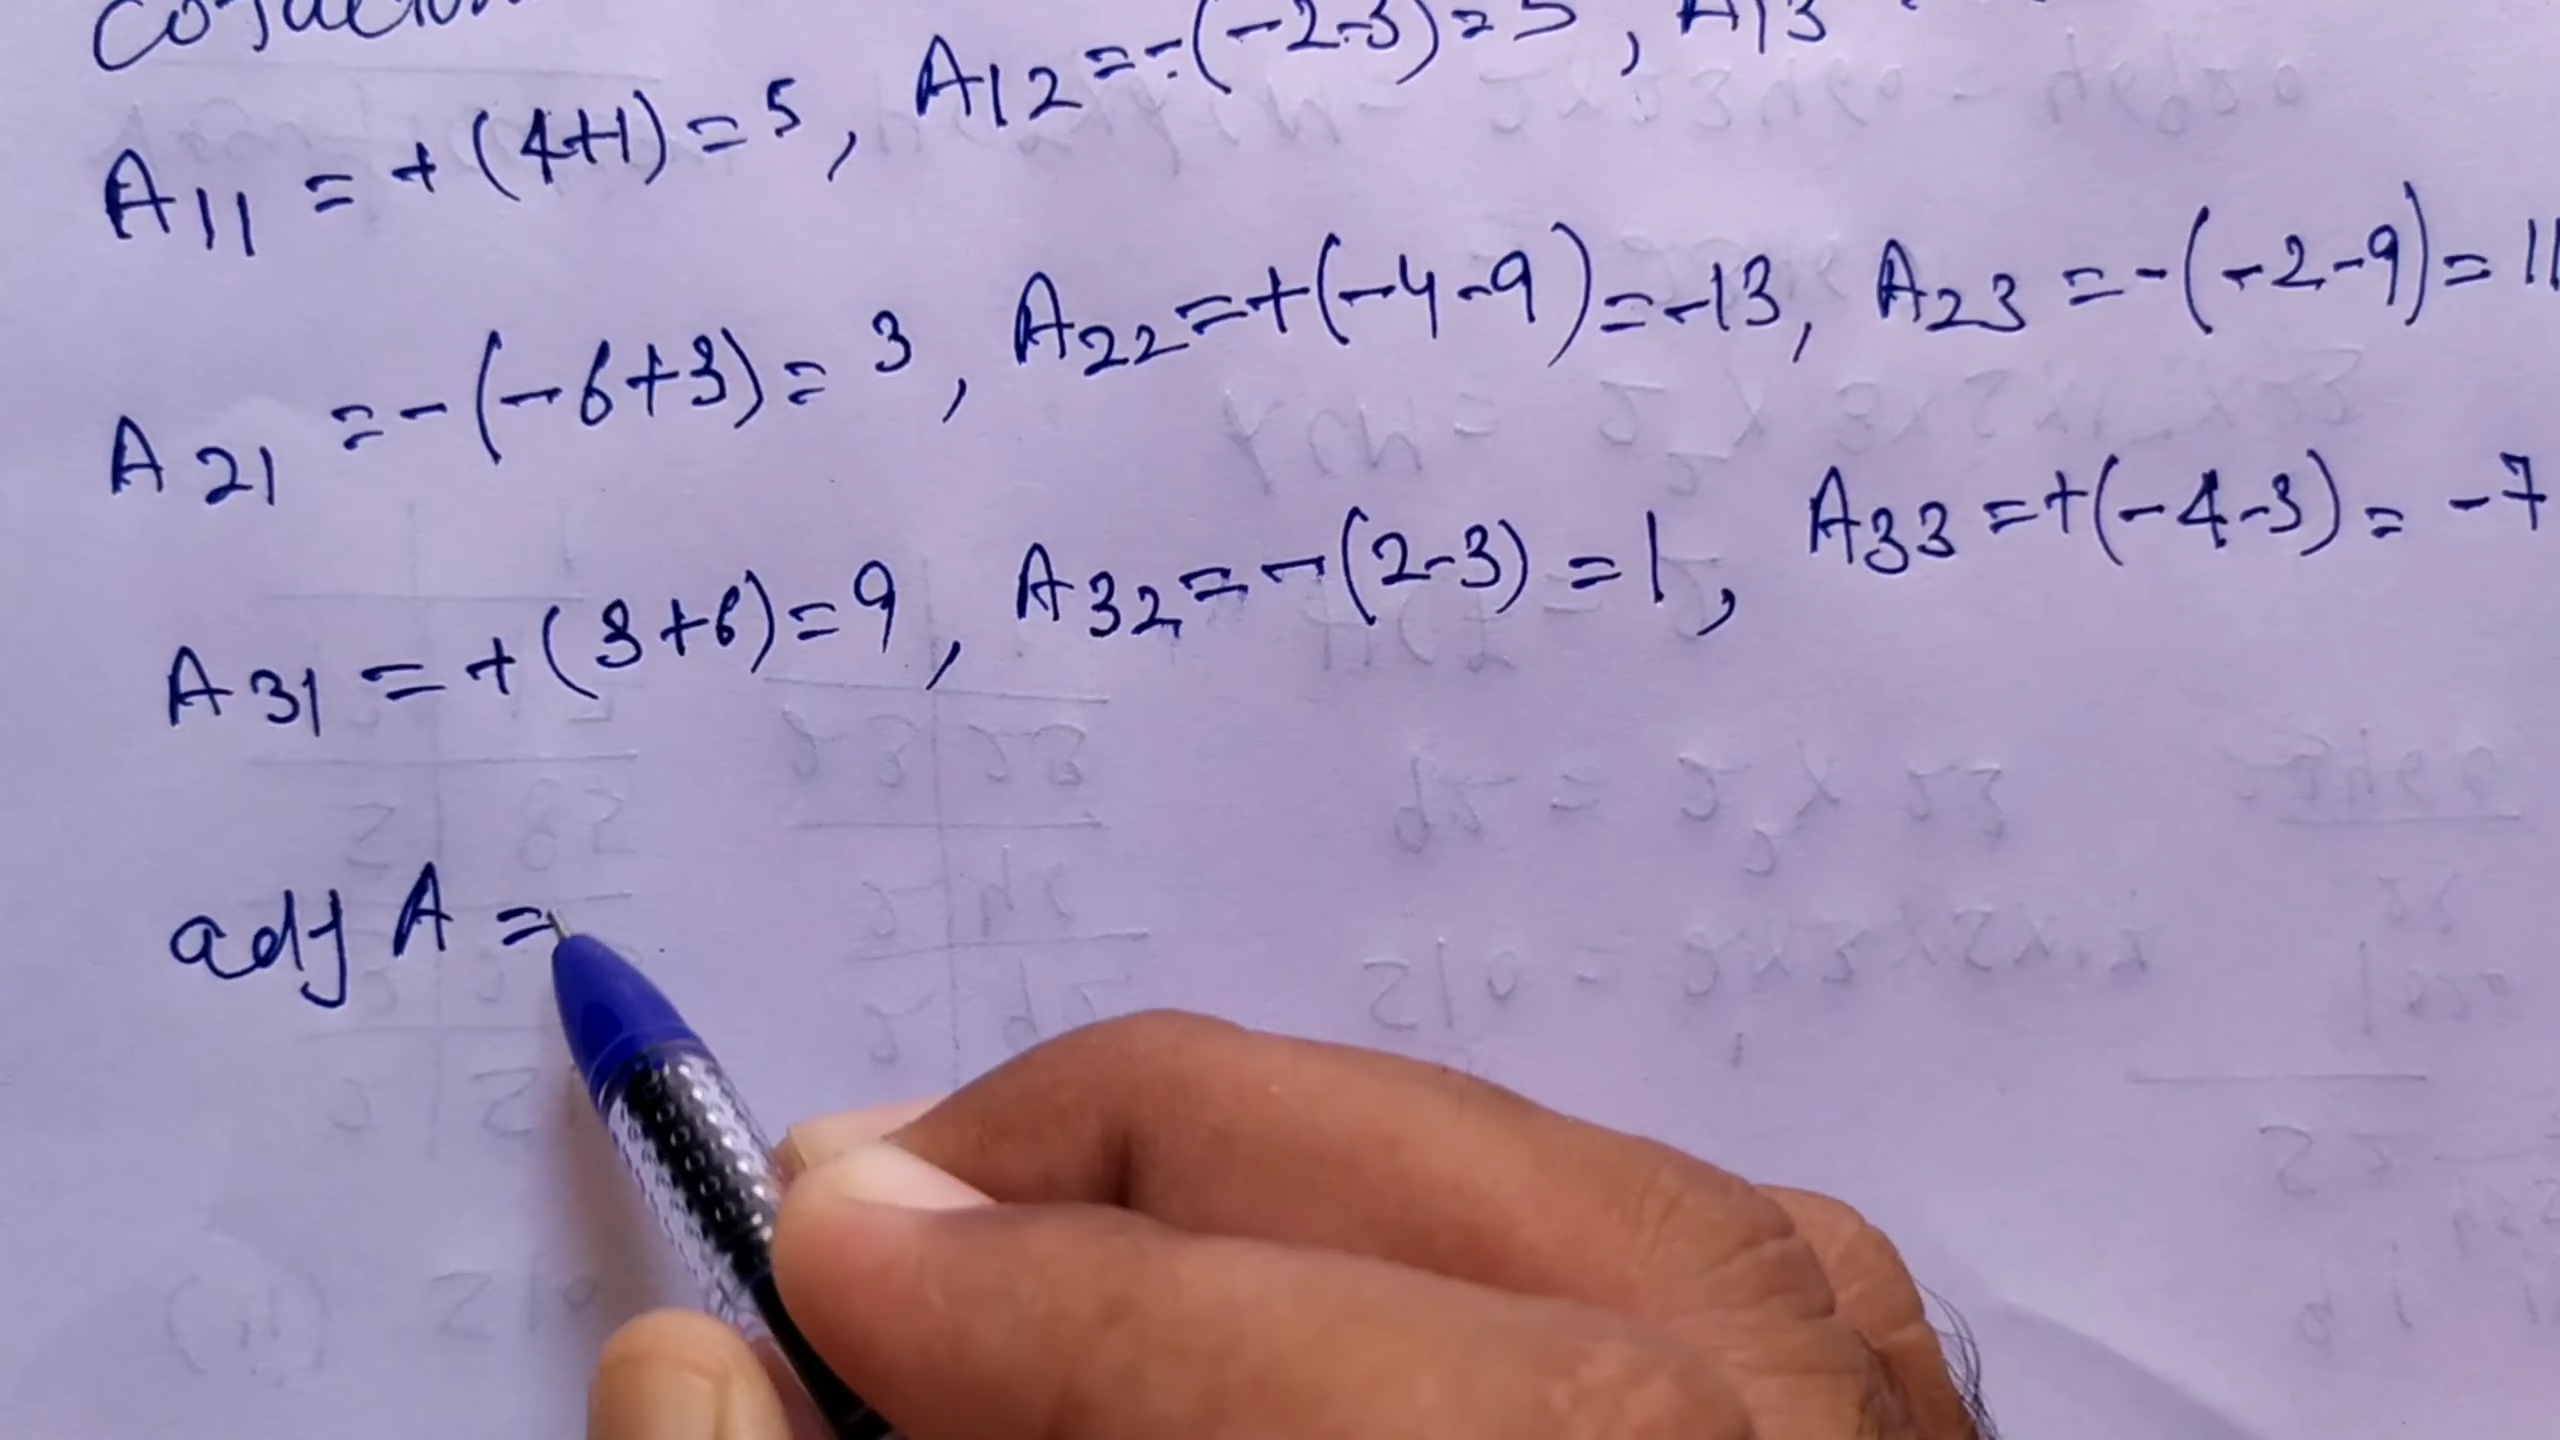 Cofactors
A11 = +(4+1) = 5, A12 = -(-2-3) = 5, A13
A21 = -(-6+3) = 3, A22 = +(-4-9) = -13, A23 = -(-2-9) = 11
A31 = +(3+6) = 9, A32 = -(2-3) = 1, A33 = +(-4-3) = -7
adj A =